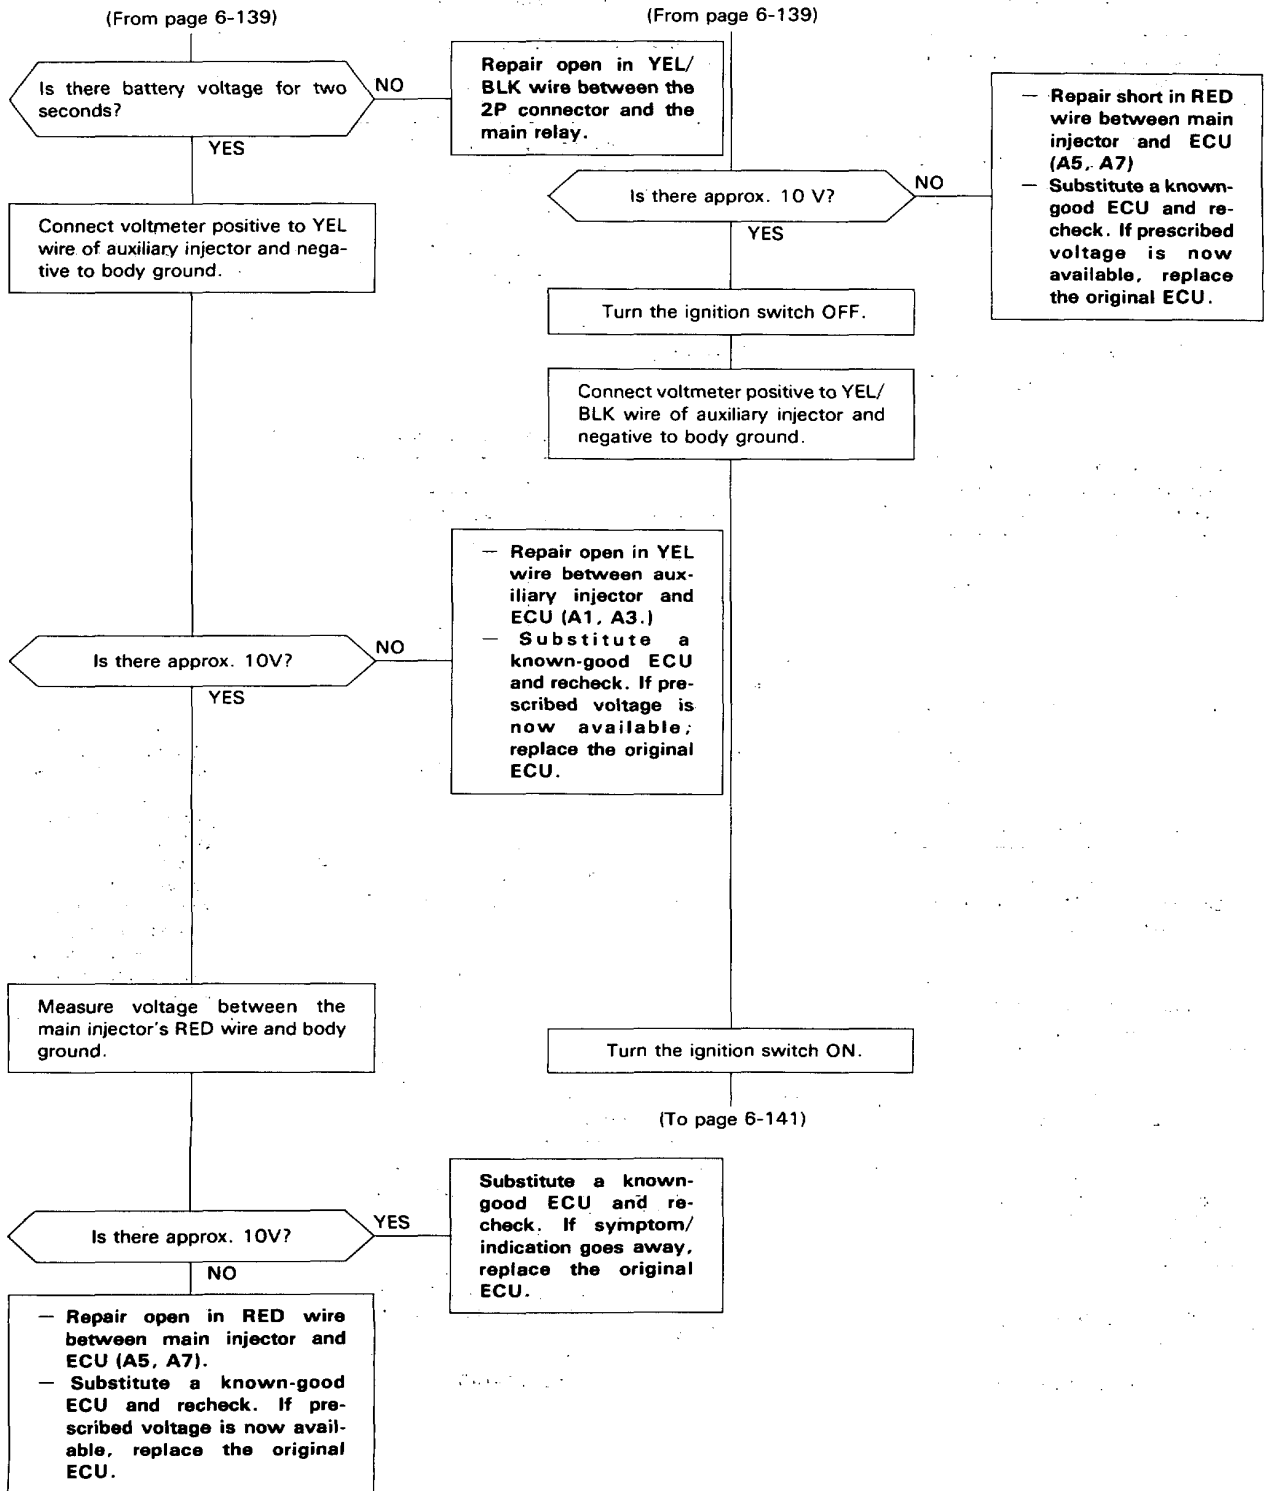 (From page 6-139)
Is there battery voltage for two
seconds?
NO
YES
Repair open in YEL/
BLK wire between the
2P connector and the
main relay.
Connect voltmeter positive to YEL
wire of auxiliary injector and nega-
tive to body ground.
Is there approx. 10V?
NO
YES
— Repair open in YEL
wire between aux-
iliary injector and
ECU (A1, A3.)
— Substitute a
known-good ECU
and recheck. If pre-
scribed voltage is
now available,
replace the original
ECU.
Measure voltage between the
main injector's RED wire and body
ground.
Is there approx. 10V?
YES
NO
Substitute a known-
good ECU and re-
check. If symptom/
indication goes away,
replace the original
ECU.
— Repair open in RED wire
between main injector and
ECU (A5, A7).
— Substitute a known-good
ECU and recheck. If pre-
scribed voltage is now avail-
able, replace the original
ECU.
(From page 6-139)
Is there approx. 10 V?
NO
YES
— Repair short in RED
wire between main
injector and ECU
(A5, A7)
— Substitute a known-
good ECU and re-
check. If prescribed
voltage is now
available, replace
the original ECU.
Turn the ignition switch OFF.
Connect voltmeter positive to YEL/
BLK wire of auxiliary injector and
negative to body ground.
Turn the ignition switch ON.
(To page 6-141)